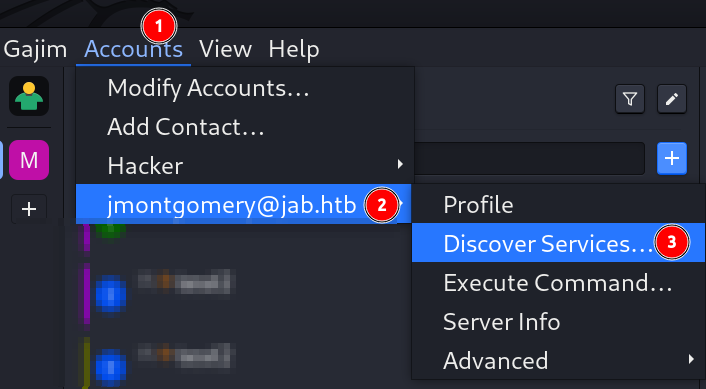 1
Gajim Accounts View Help
Modify Accounts...
Add Contact...
M
Hacker
jmontgomery@jab.htb 2
+
+
Profile
Discover Services... 3
Execute Command...
Server Info
Advanced